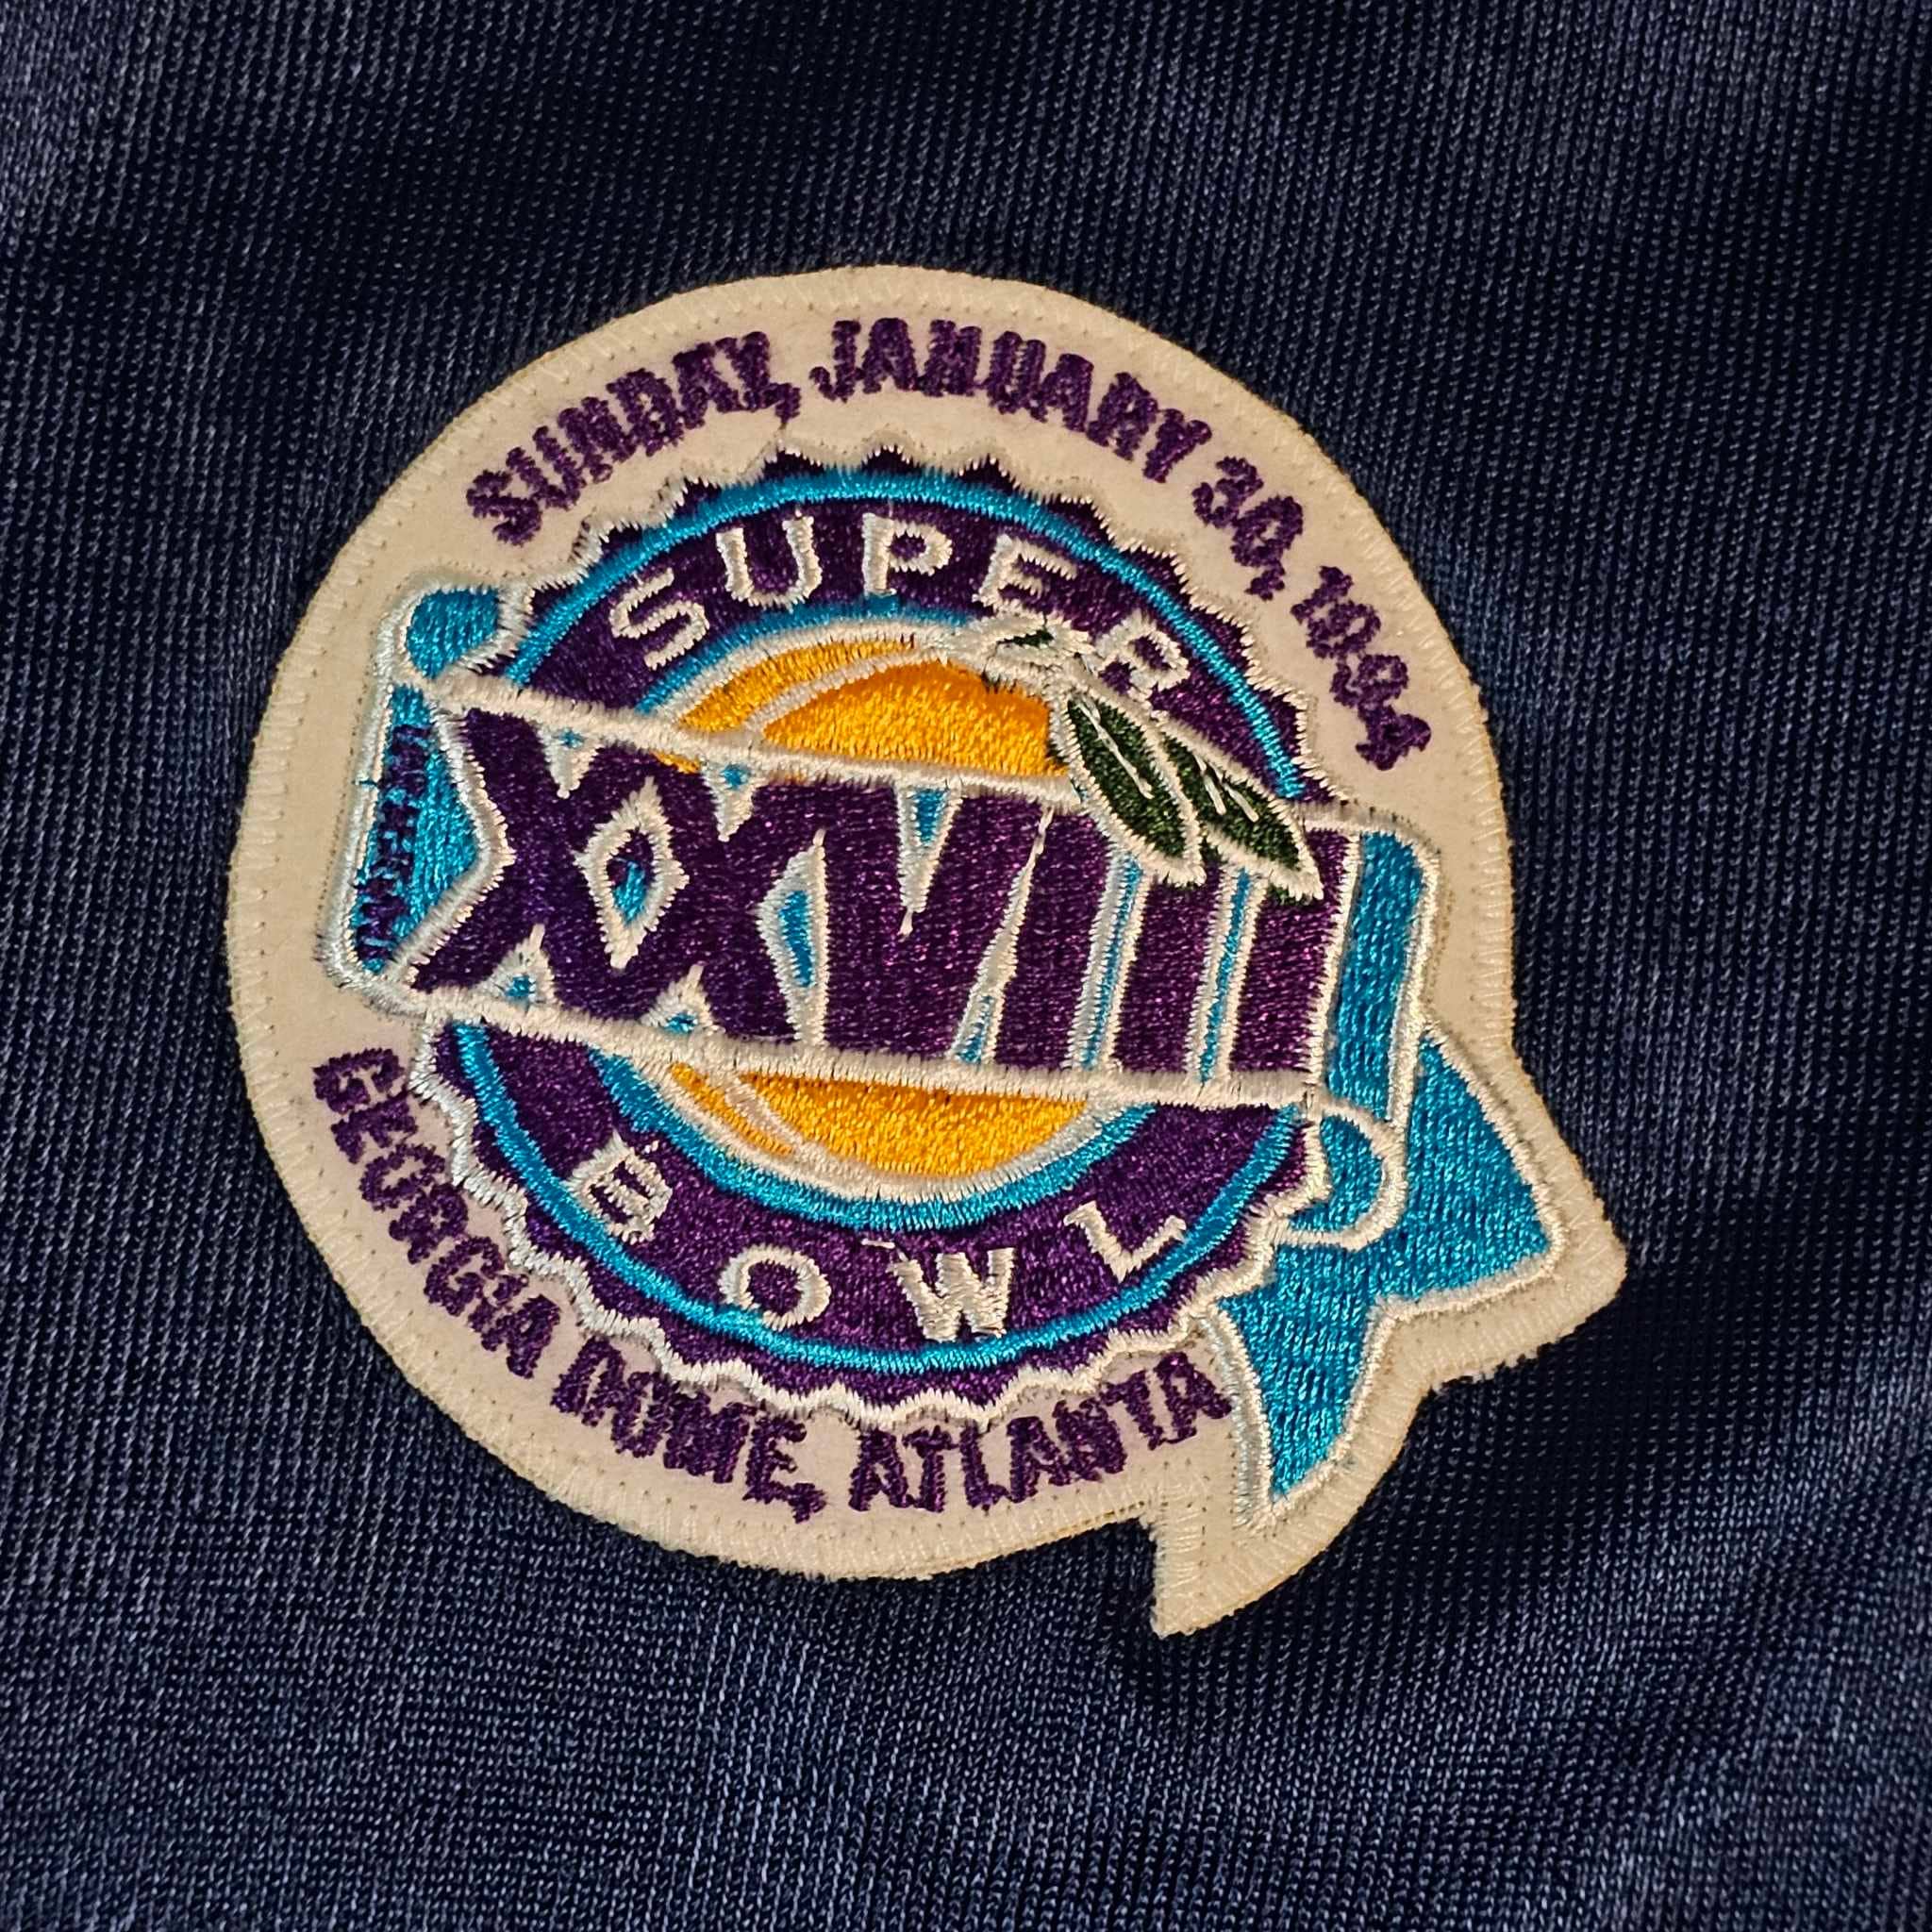 SUNDAY, JANUARY 30, 1994
SUPER
XXVIII
BOWL
GEORGIA DOME, ATLANTA